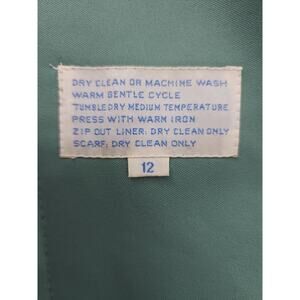 DRY CLEAN OR MACHINE WASH
WARM GENTLE CYCLE
TUMBLE DRY MEDIUM TEMPERATURE
PRESS WITH WARM IRON
ZIP OUT LINER: DRY CLEAN ONLY
SCARF: DRY CLEAN ONLY
12